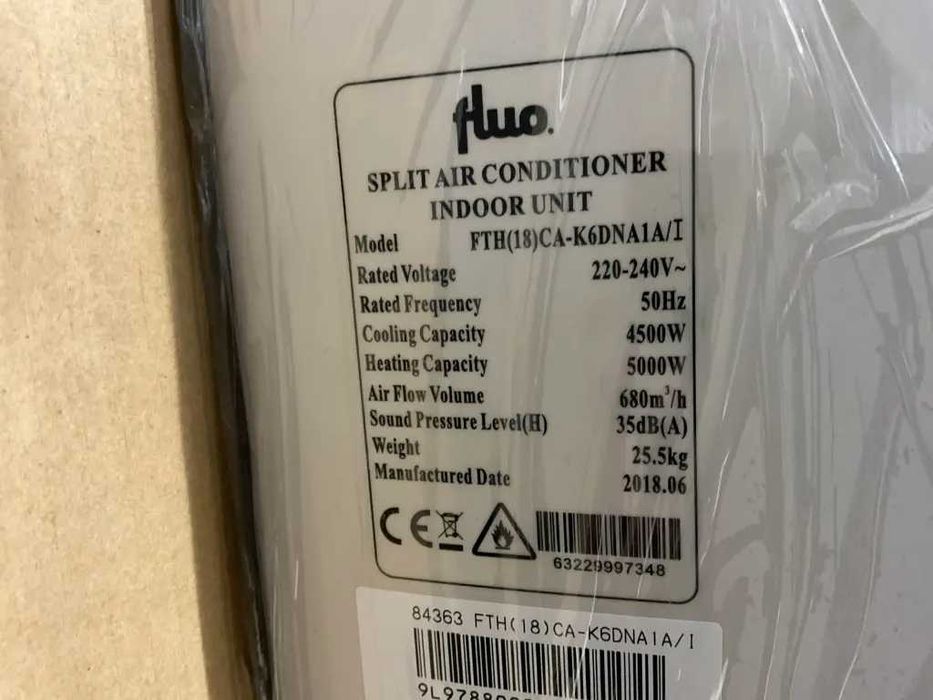 fluo.
SPLIT AIR CONDITIONER
INDOOR UNIT
Model FTH(18)CA-K6DNA1A/I
Rated Voltage 220-240V~
Rated Frequency 50Hz
Cooling Capacity 4500W
Heating Capacity 5000W
Air Flow Volume 680m³/h
Sound Pressure Level(H) 35dB(A)
Weight 25.5kg
Manufactured Date 2018.06
CE
63229997348
84363 FTH(18)CA-K6DNA1A/I